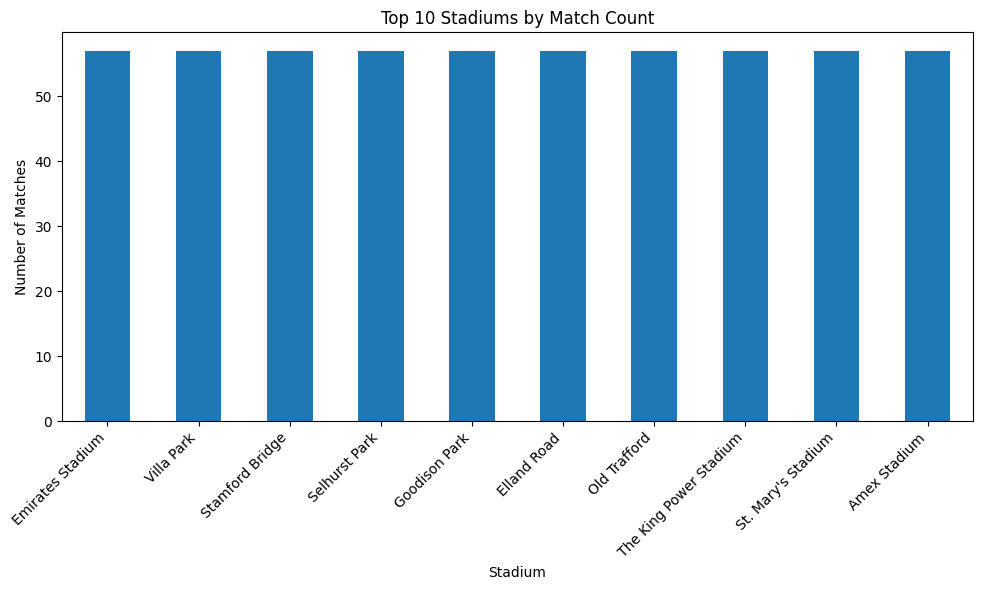 Top 10 Stadiums by Match Count
Number of Matches
50
40
30
20
10
0
Emirates Stadium
Villa Park
Stamford Bridge
Selhurst Park
Goodison Park
Elland Road
Old Trafford
The King Power Stadium
St. Mary's Stadium
Amex Stadium
Stadium